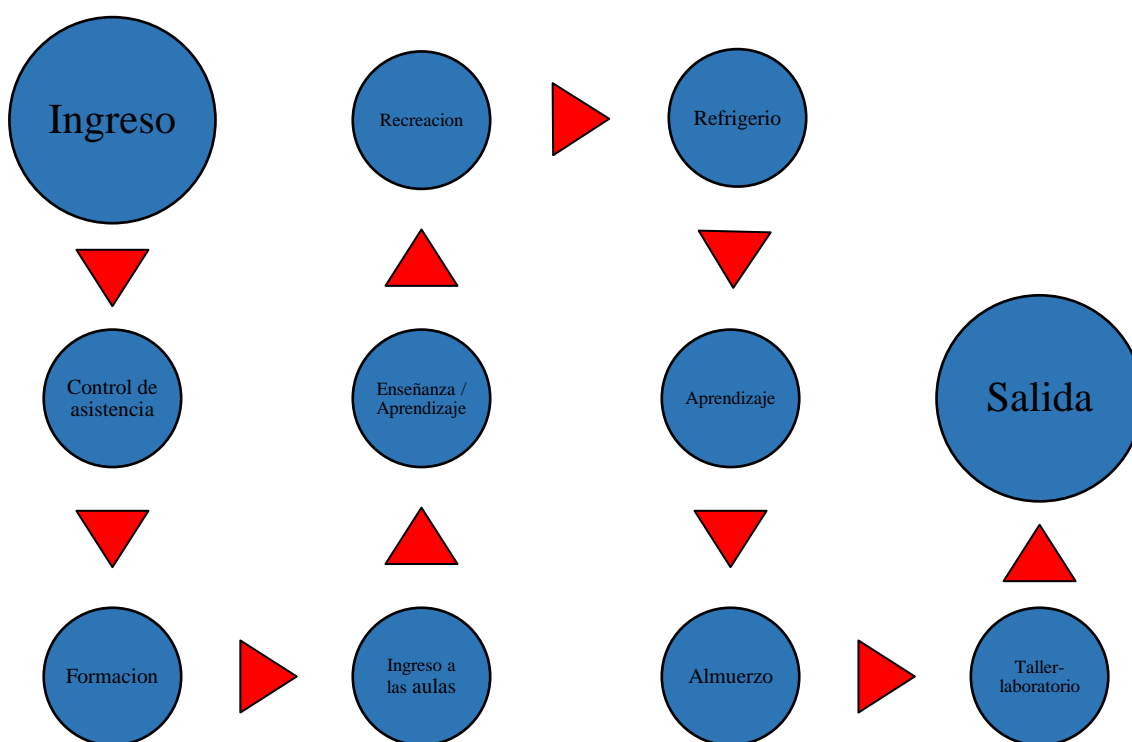 Ingreso
Control de
asistencia
Formacion
Ingreso a
las aulas
Enseñanza /
Aprendizaje
Recreacion
Refrigerio
Aprendizaje
Almuerzo
Taller-
laboratorio
Salida